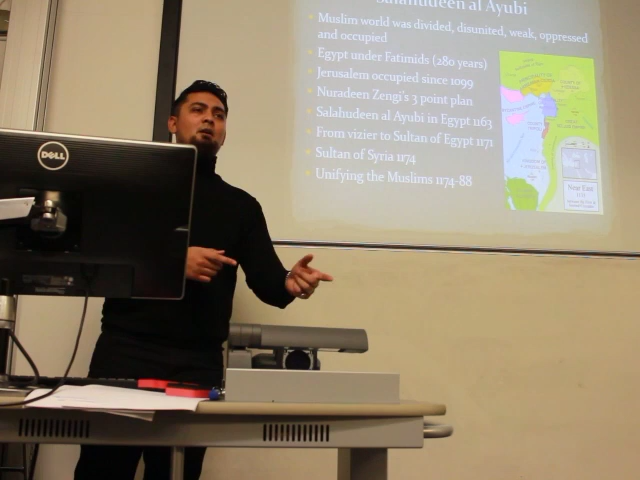 Salahudeen al Ayubi
Muslim world was divided, disunited, weak, oppressed
and occupied!
Egypt under Fatimids (280 years)
Jerusalem occupied since 1099
Nuradeen Zengi's 3 point plan
Salahudeen al Ayubi in Egypt 1163
From vizier to Sultan of Egypt 1171
Sultan of Syria 1174
Unifying the Muslims 1174-88
Near East
DELL